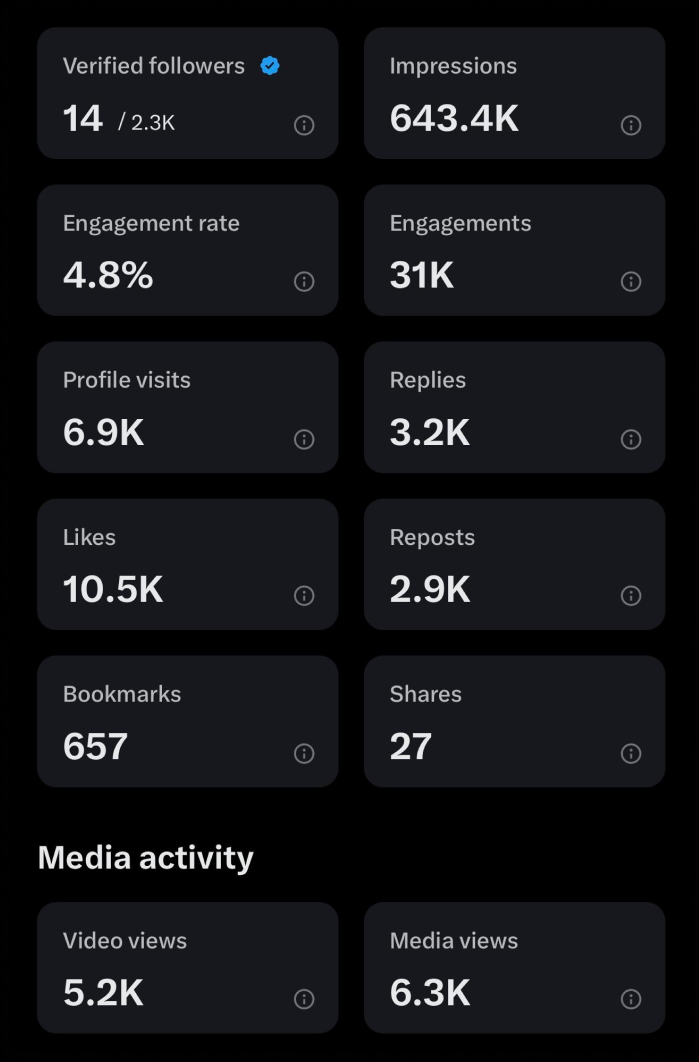 Verified followers
14 / 2.3K
Impressions
643.4K
Engagement rate
4.8%
Engagements
31K
Profile visits
6.9K
Replies
3.2K
Likes
10.5K
Reposts
2.9K
Bookmarks
657
Shares
27
Media activity
Video views
5.2K
Media views
6.3K